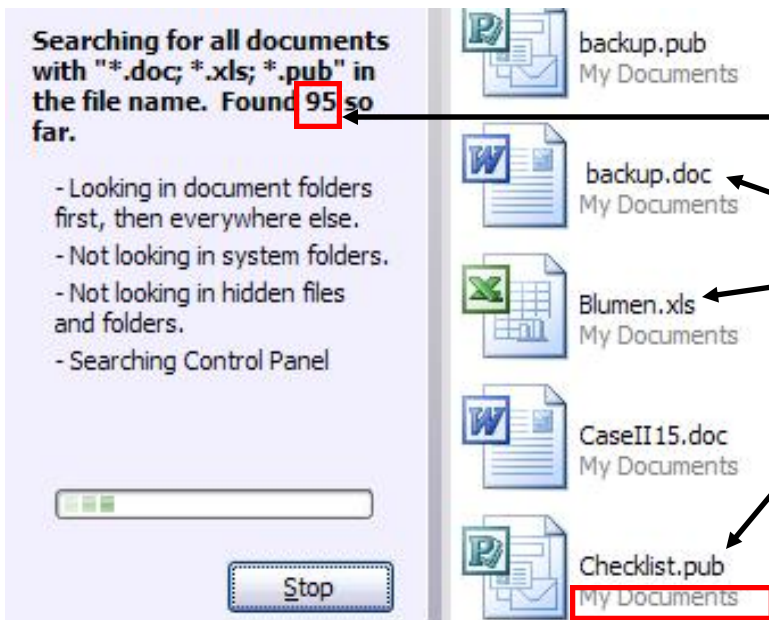 Searching for all documents
with "*.doc; *.xls; *.pub" in
the file name. Found 95 so
far.
- Looking in document folders
first, then everywhere else.
- Not looking in system folders.
- Not looking in hidden files
and folders.
- Searching Control Panel
Stop
backup.pub
My Documents
backup.doc
My Documents
Blumen.xls
My Documents
CaseII15.doc
My Documents
Checklist.pub
My Documents